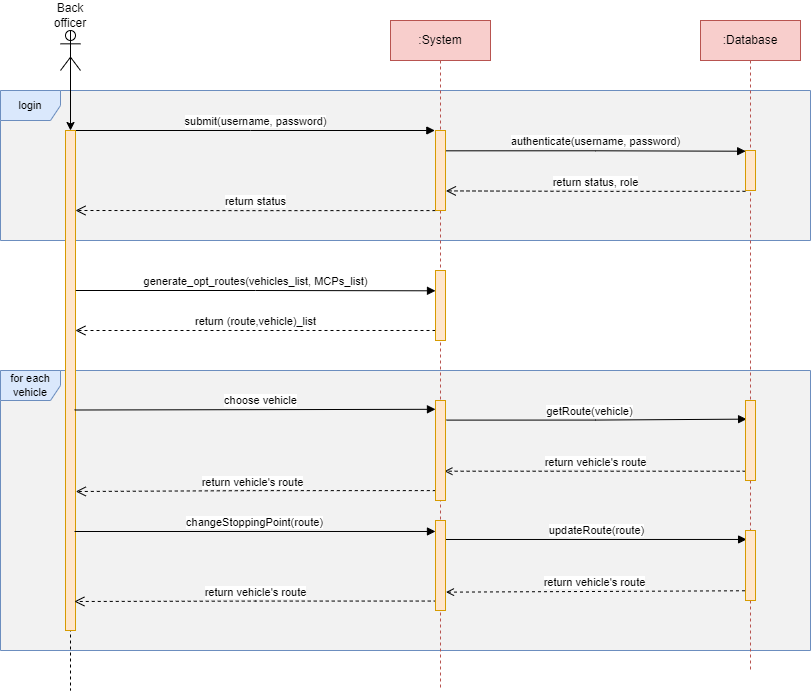 Back
officer
:System
:Database
login
submit(username, password)
authenticate(username, password)
return status, role
return status
generate_opt_routes(vehicles_list, MCPs_list)
return (route,vehicle)_list
for each
vehicle
choose vehicle
getRoute(vehicle)
return vehicle's route
return vehicle's route
changeStoppingPoint(route)
updateRoute(route)
return vehicle's route
return vehicle's route